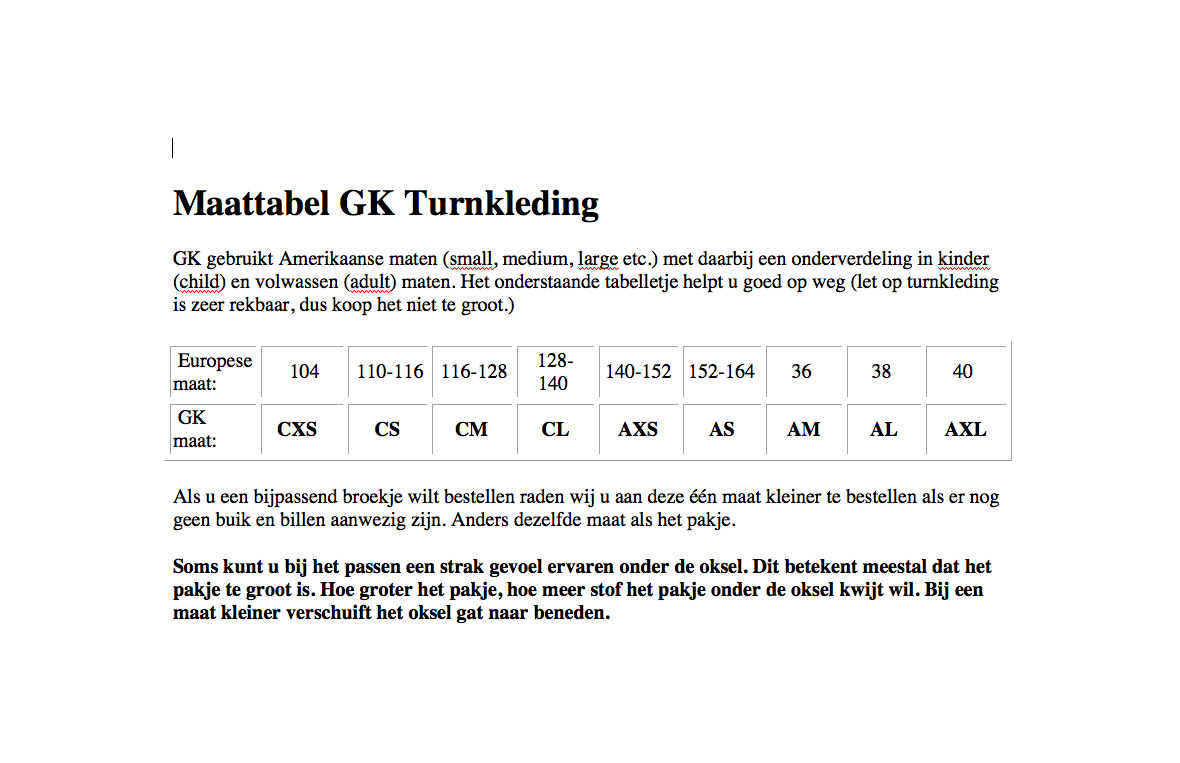 Maattabel GK Turnkleding
GK gebruikt Amerikaanse maten (small, medium, large etc.) met daarbij een onderverdeling in kinder
(child) en volwassen (adult) maten. Het onderstaande tabelletje helpt u goed op weg (let op turnkleding
is zeer rekbaar, dus koop het niet te groot.)
Europese maat: 104 110-116 116-128 128-140 140-152 152-164 36 38 40
GK maat: CXS CS CM CL AXS AS AM AL AXL
Als u een bijpassend broekje wilt bestellen raden wij u aan deze één maat kleiner te bestellen als er nog
geen buik en billen aanwezig zijn. Anders dezelfde maat als het pakje.
Soms kunt u bij het passen een strak gevoel ervaren onder de oksel. Dit betekent meestal dat het
pakje te groot is. Hoe groter het pakje, hoe meer stof het pakje onder de oksel kwijt wil. Bij een
maat kleiner verschuift het oksel gat naar beneden.